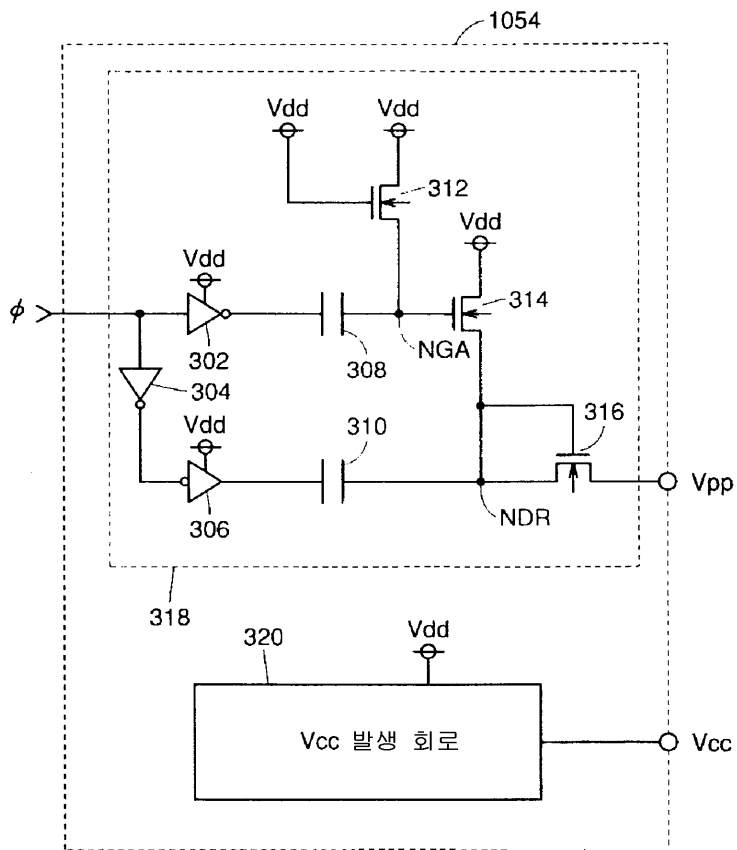 1054
Vdd
Vdd
312
Vdd
Vdd
314
ϕ
302
308
NGA
304
Vdd
310
316
306
NDR
Vpp
318
320
Vdd
Vcc 발생 회로
Vcc